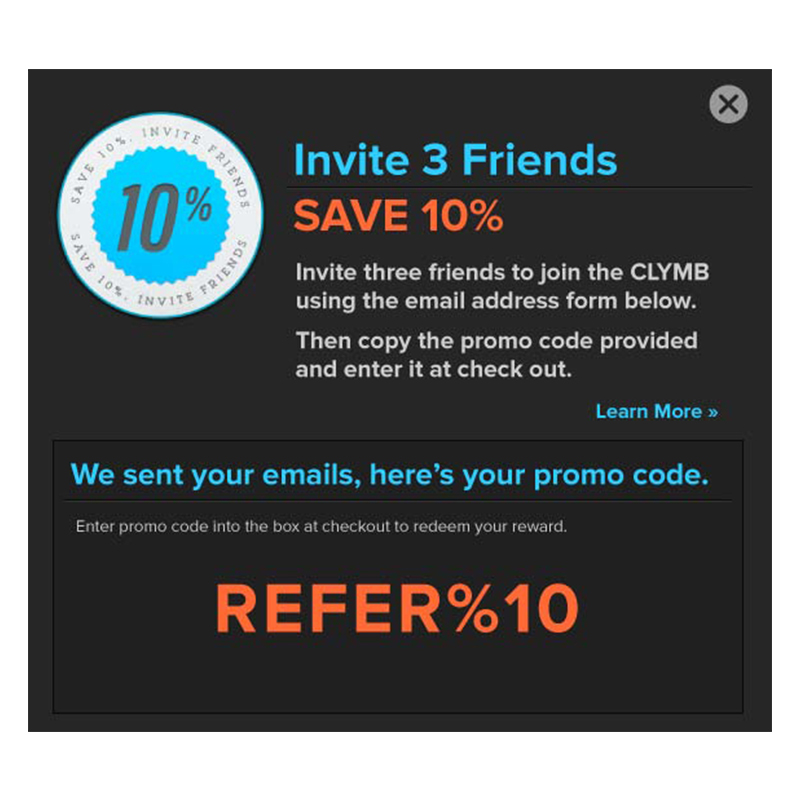 SAVE 10%. INVITE FRIENDS
10%
SAVE 10%. INVITE FRIENDS
Invite 3 Friends
SAVE 10%
Invite three friends to join the CLYMB
using the email address form below.
Then copy the promo code provided
and enter it at check out.
Learn More »
We sent your emails, here's your promo code.
Enter promo code into the box at checkout to redeem your reward.
REFER%10